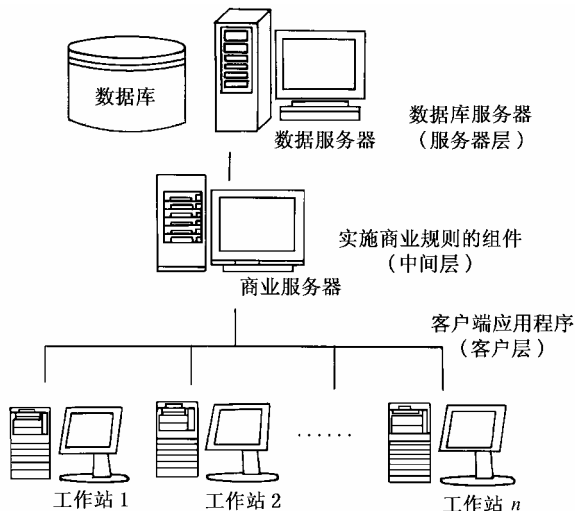 数据库
数据服务器
数据库服务器
（服务器层）
实施商业规则的组件
（中间层）
商业服务器
客户端应用程序
（客户层）
······
工作站 1
工作站 2
工作站 n